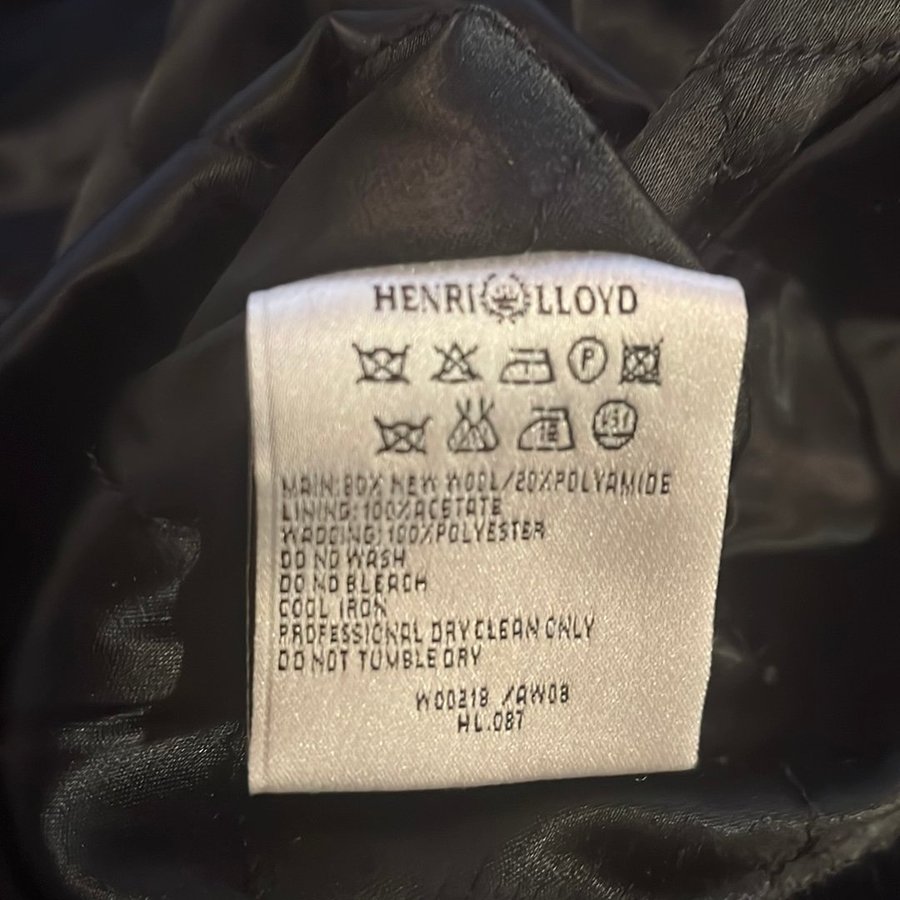 HENRI LLOYD
P
MAIN:80% NEW WOOL/20%POLYAMIDE
LINING:100%ACETATE
WADDING:100%POLYESTER
DO NO WASH
DO NO BLEACH
COOL IRON
PROFESSIONAL DRY CLEAN ONLY
DO NOT TUMBLE DRY
W00218 /AW08
HL.087